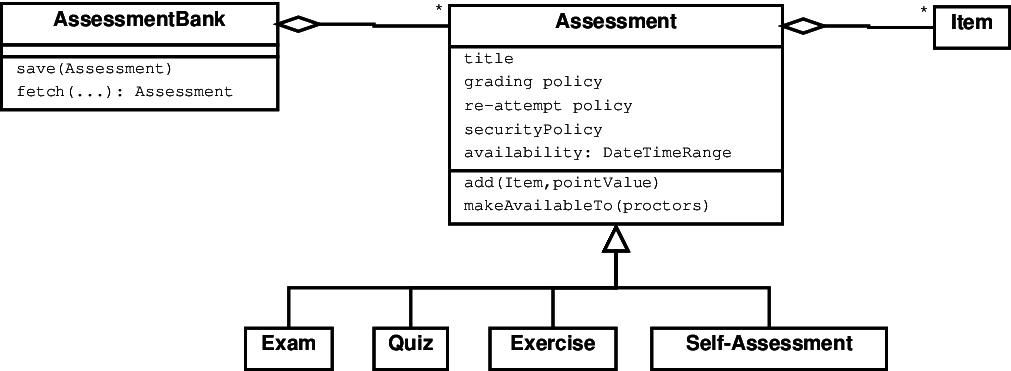 AssessmentBank
save(Assessment)
fetch(...): Assessment
*
Assessment
title
grading policy
re-attempt policy
securityPolicy
availability: DateTimeRange
add(Item,pointValue)
makeAvailableTo(proctors)
*
Item
Exam
Quiz
Exercise
Self-Assessment